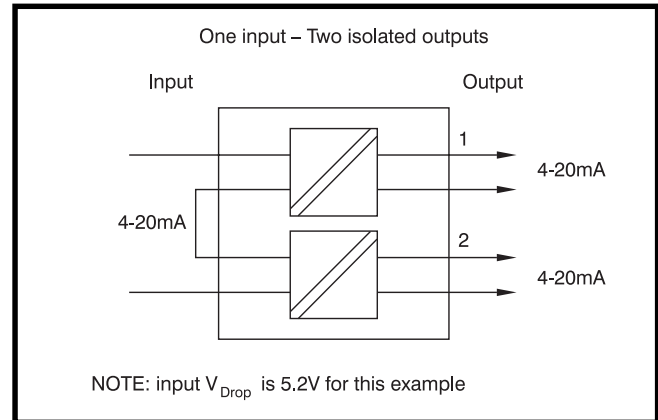 One input – Two isolated outputs
Input
Output
1
4-20mA
4-20mA
2
4-20mA
NOTE: input VDrop is 5.2V for this example